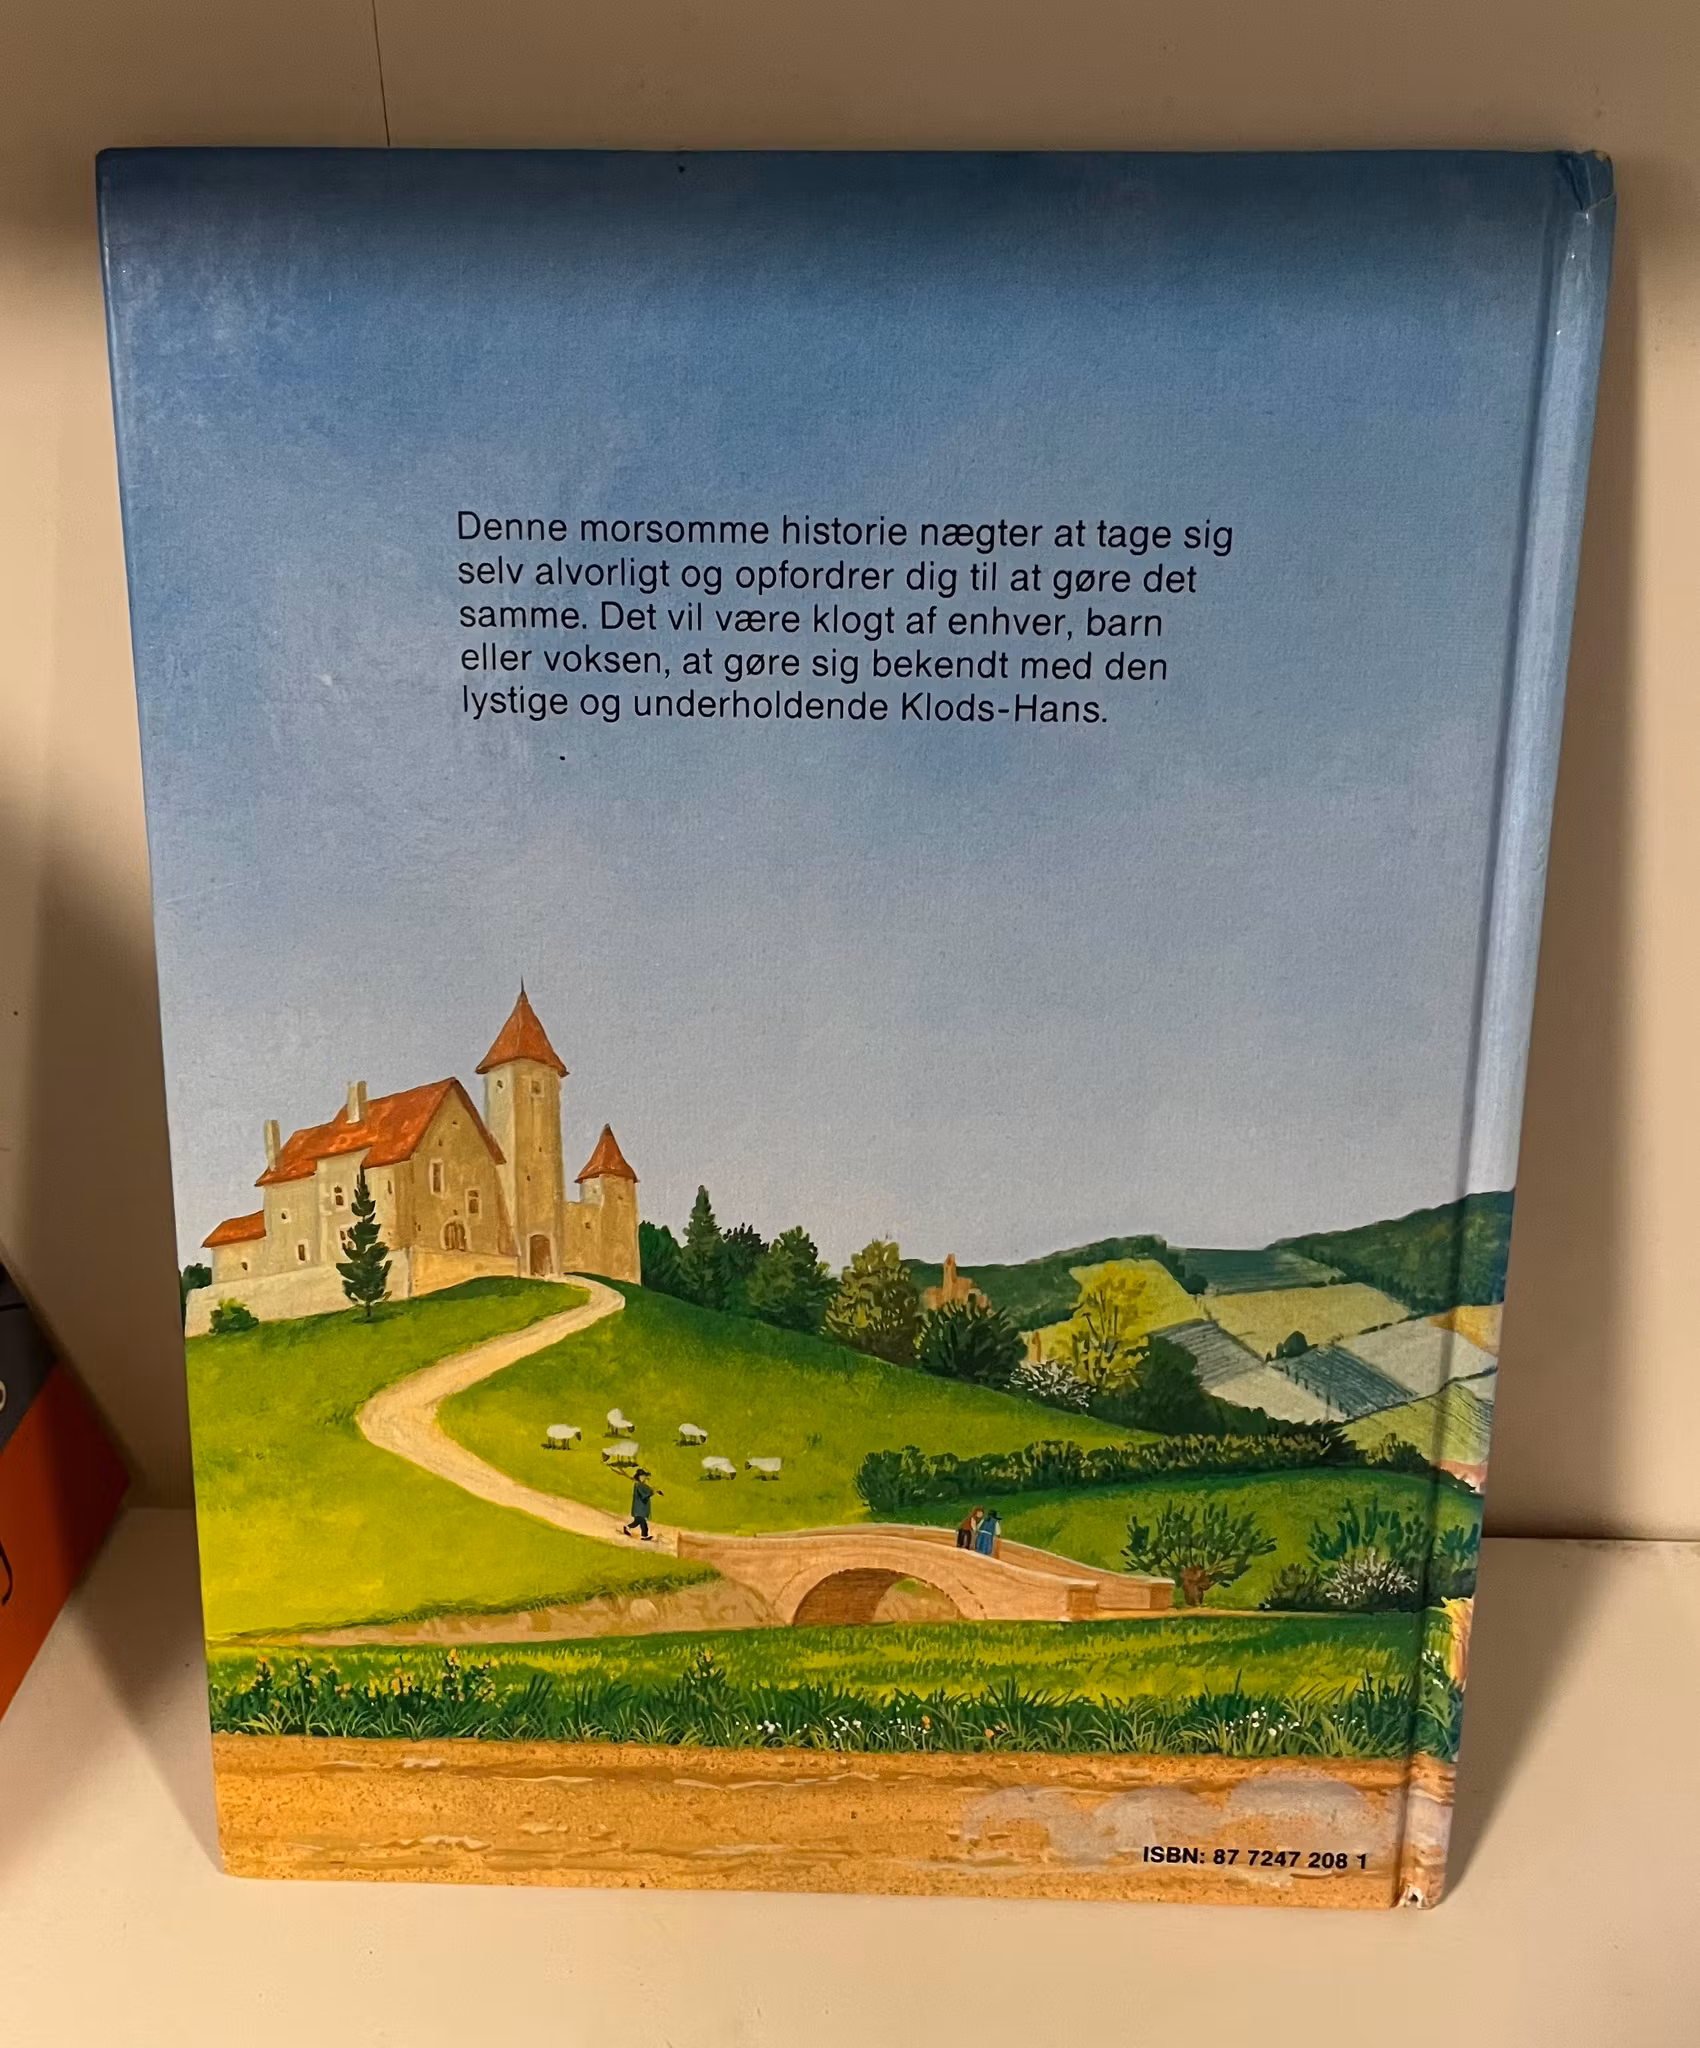 Denne morsomme historie nægter at tage sig
selv alvorligt og opfordrer dig til at gøre det
samme. Det vil være klogt af enhver, barn
eller voksen, at gøre sig bekendt med den
lystige og underholdende Klods-Hans.
ISBN: 87 7247 208 1